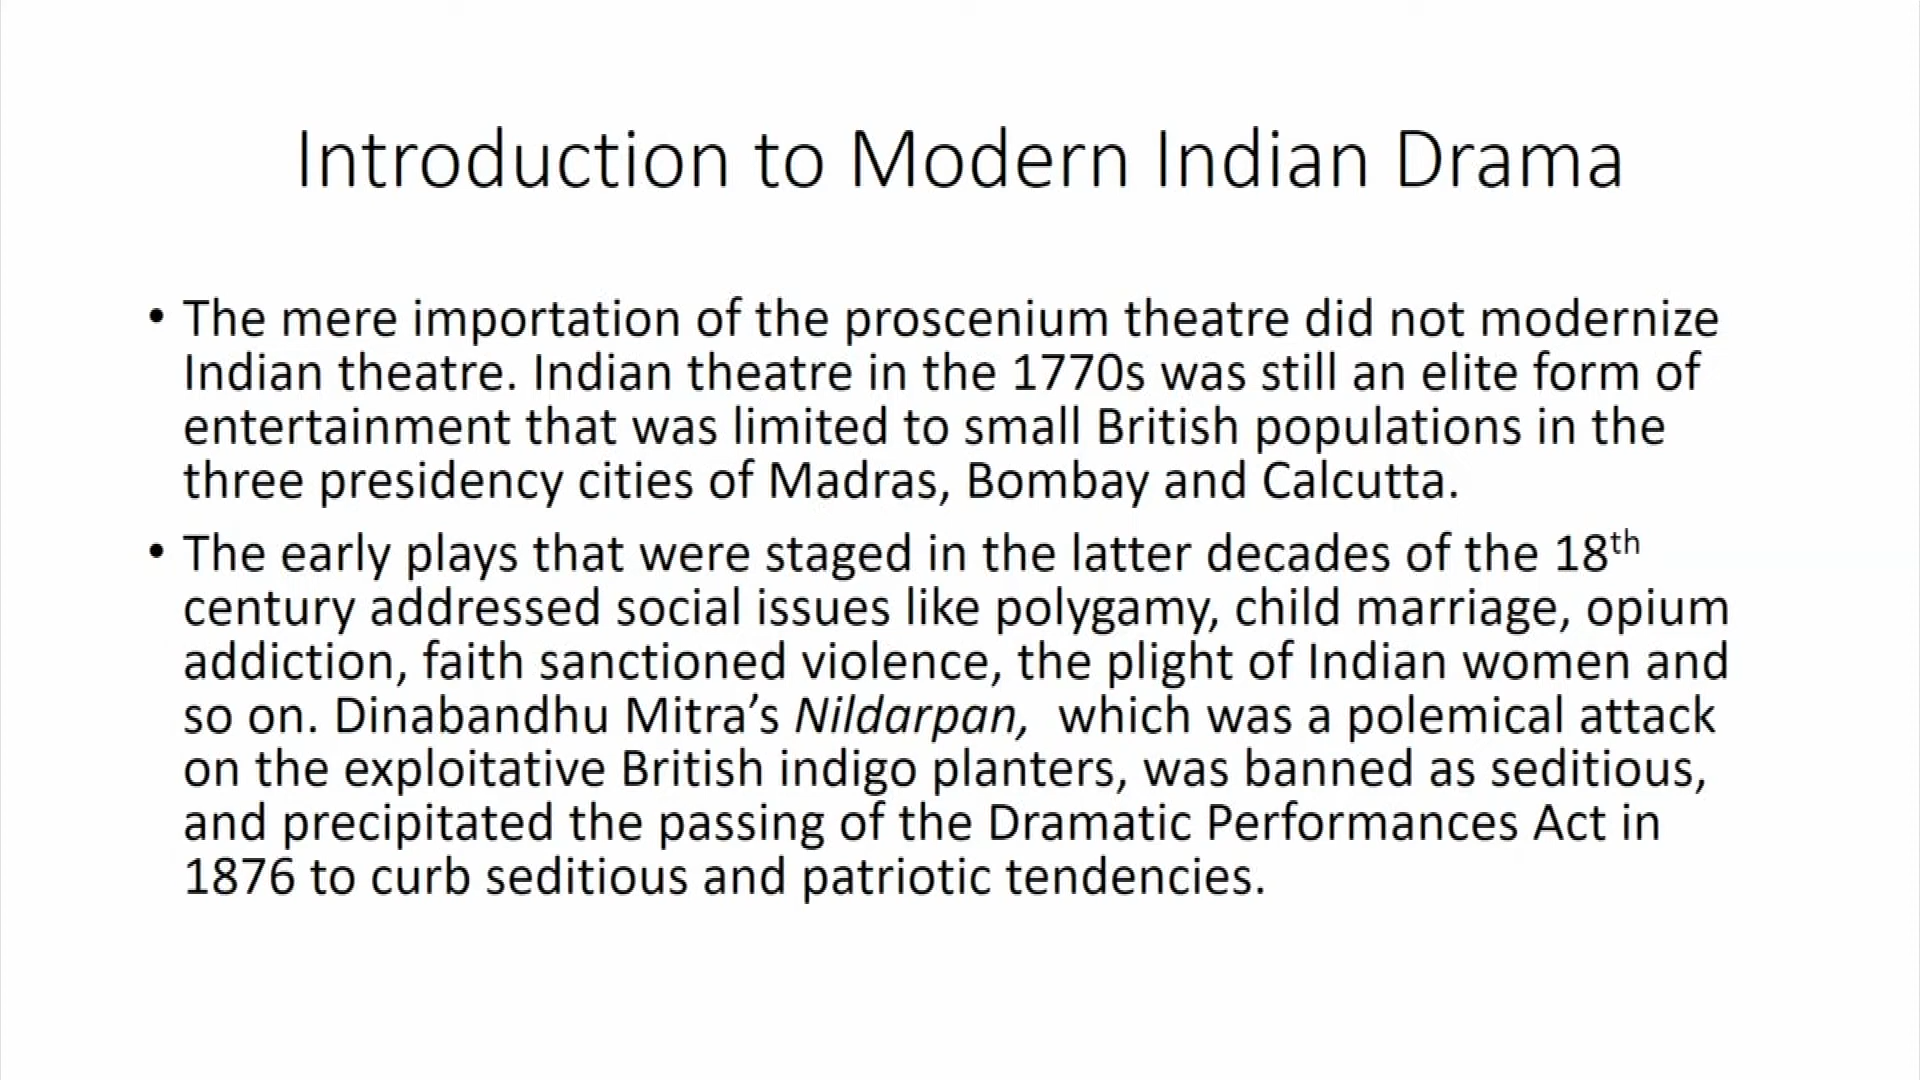 Introduction to Modern Indian Drama
• The mere importation of the proscenium theatre did not modernize
Indian theatre. Indian theatre in the 1770s was still an elite form of
entertainment that was limited to small British populations in the
three presidency cities of Madras, Bombay and Calcutta.
• The early plays that were staged in the latter decades of the 18th
century addressed social issues like polygamy, child marriage, opium
addiction, faith sanctioned violence, the plight of Indian women and
so on. Dinabandhu Mitra’s Nildarpan, which was a polemical attack
on the exploitative British indigo planters, was banned as seditious,
and precipitated the passing of the Dramatic Performances Act in
1876 to curb seditious and patriotic tendencies.